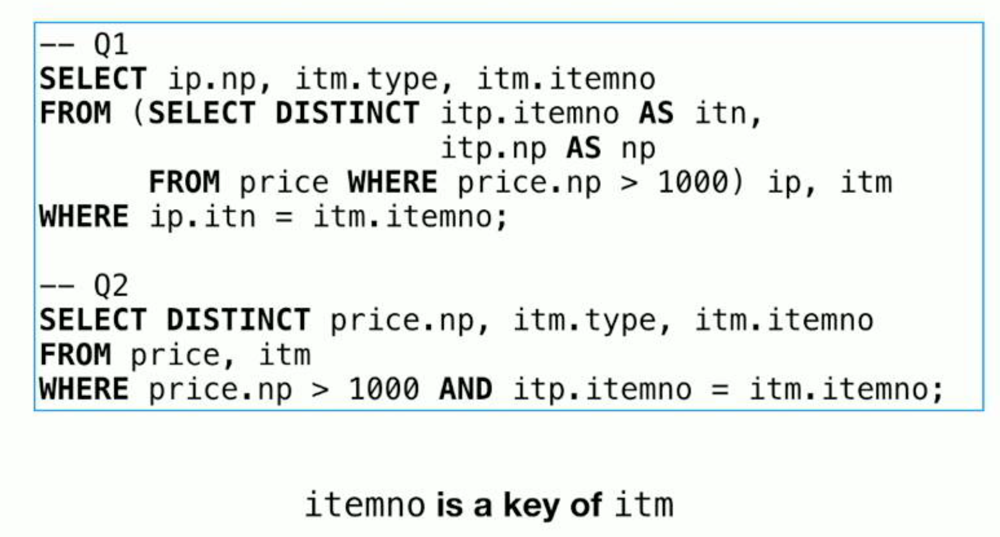 -- Q1
SELECT ip.np, itm.type, itm.itemno
FROM (SELECT DISTINCT itp.itemno AS itn,
itp.np AS np
FROM price WHERE price.np > 1000) ip, itm
WHERE ip.itn = itm.itemno;
-- Q2
SELECT DISTINCT price.np, itm.type, itm.itemno
FROM price, itm
WHERE price.np > 1000 AND itp.itemno = itm.itemno;
itemno is a key of itm